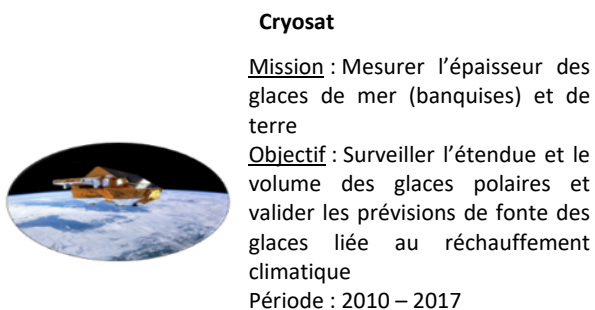 Cryosat
Mission : Mesurer l’épaisseur des
glaces de mer (banquises) et de
terre
Objectif : Surveiller l’étendue et le
volume des glaces polaires et
valider les prévisions de fonte des
glaces liée au réchauffement
climatique
Période : 2010 – 2017